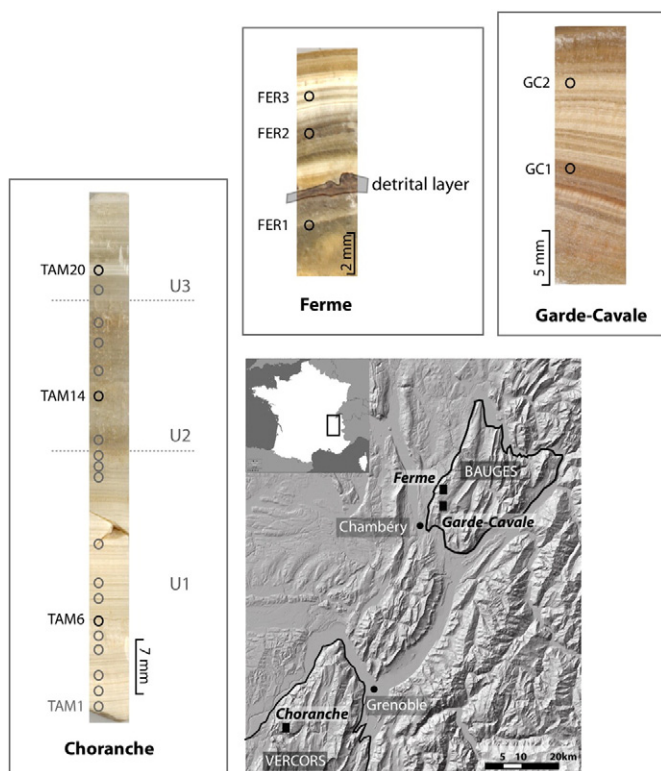 FER3
FER2
detrital layer
FER1
2 mm
Ferme
GC2
GC1
5 mm
Garde-Cavale
TAM20
U3
TAM14
U2
U1
TAM6
7 mm
TAM1
Choranche
BAUGES
Ferme
Chambéry
Garde-Cavale
Grenoble
Choranche
VERCORS
0 10 20km